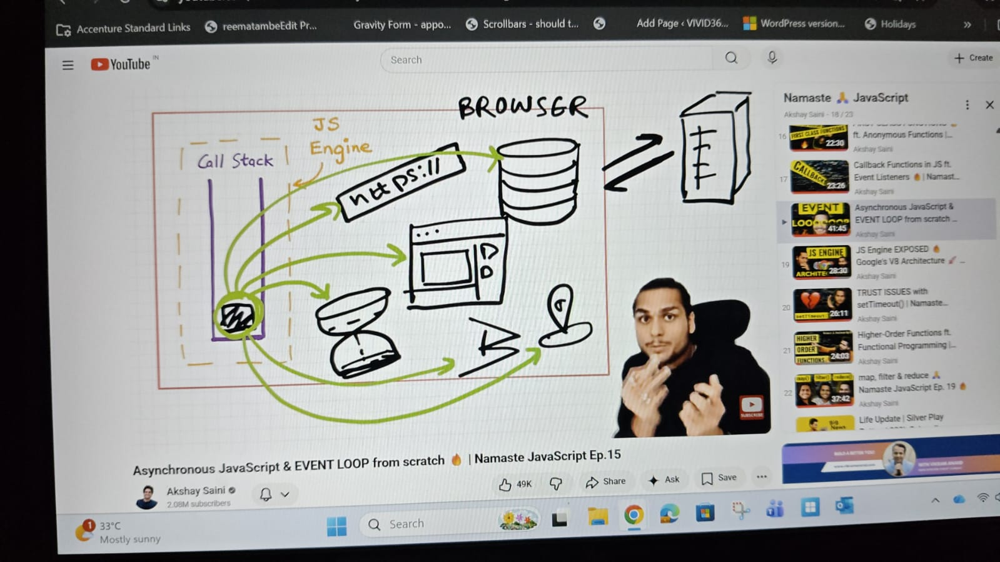 Accenture Standard Links
reematambeEdit Pr...
Gravity Form - appo...
Scrollbars - should t...
Add Page ‹ VIVID36...
WordPress version...
Holidays
»
YouTube IN
Search
Create
BROWSER
JS
Engine
Call Stack
https://
B
G
SUBSCRIBE
Namaste 🙏 JavaScript
Akshay Saini - 18 / 23
16
FIRST CLASS FUNCTIONS
22:30
ft. Anonymous Functions |...
Akshay Saini
17
CALLBACK
23:26
Callback Functions in JS ft.
Event Listeners 🔥 | Namast...
Akshay Saini
EVENT
LOOP
41:45
Asynchronous JavaScript &
EVENT LOOP from scratch ...
Akshay Saini
19
JS ENGINE
ARCHITE
28:30
JS Engine EXPOSED 🔥
Google's V8 Architecture 🚀 ...
Akshay Saini
20
setTimeout
26:11
TRUST ISSUES with
setTimeout() | Namaste...
Akshay Saini
21
HIGHER
ORDER
FUNCTIONS
24:03
Higher-Order Functions ft.
Functional Programming |...
Akshay Saini
22
map() filter() reduce()
37:42
map, filter & reduce 🙏
Namaste JavaScript Ep. 19 🔥
Akshay Saini
Big
News
Life Update | Silver Play
BUILD A BETTER YOU!
Asynchronous JavaScript & EVENT LOOP from scratch 🔥 | Namaste JavaScript Ep.15
Akshay Saini
2.08M subscribers
49K
Share
Ask
Save
1
33°C
Mostly sunny
Search